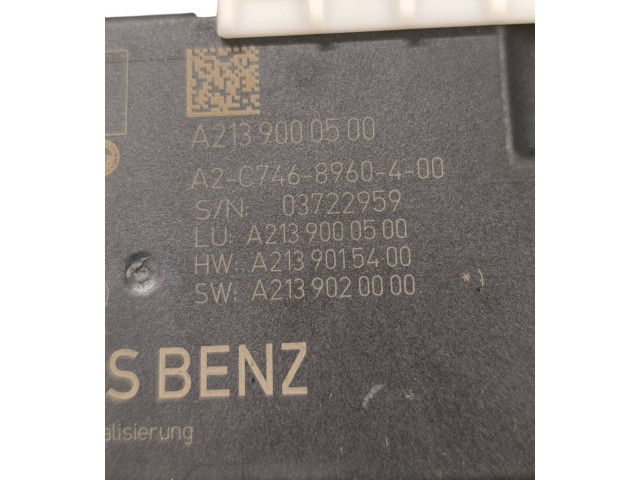 A213 900 05 00
A2-C746-8960-4-00
S/N: 03722959
LU: A213 900 05 00
HW: A213 901 54 00
SW: A213 902 00 00 *)
S BENZ
alisierung